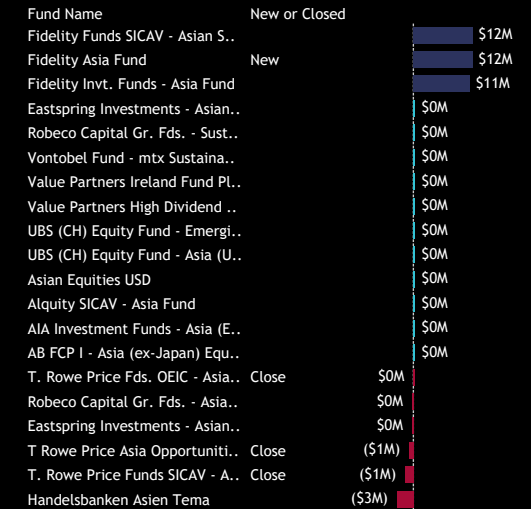 Fund Name New or Closed
Fidelity Funds SICAV - Asian S.. $12M
Fidelity Asia Fund New $12M
Fidelity Invt. Funds - Asia Fund $11M
Eastspring Investments - Asian.. $0M
Robeco Capital Gr. Fds. - Sust.. $0M
Vontobel Fund - mtx Sustaina.. $0M
Value Partners Ireland Fund Pl.. $0M
Value Partners High Dividend .. $0M
UBS (CH) Equity Fund - Emergi.. $0M
UBS (CH) Equity Fund - Asia (U.. $0M
Asian Equities USD $0M
Alquity SICAV - Asia Fund $0M
AIA Investment Funds - Asia (E.. $0M
AB FCP I - Asia (ex-Japan) Equ.. $0M
T. Rowe Price Fds. OEIC - Asia.. Close $0M
Robeco Capital Gr. Fds. - Asia.. $0M
Eastspring Investments - Asian.. $0M
T Rowe Price Asia Opportuniti.. Close ($1M)
T. Rowe Price Funds SICAV - A.. Close ($1M)
Handelsbanken Asien Tema ($3M)